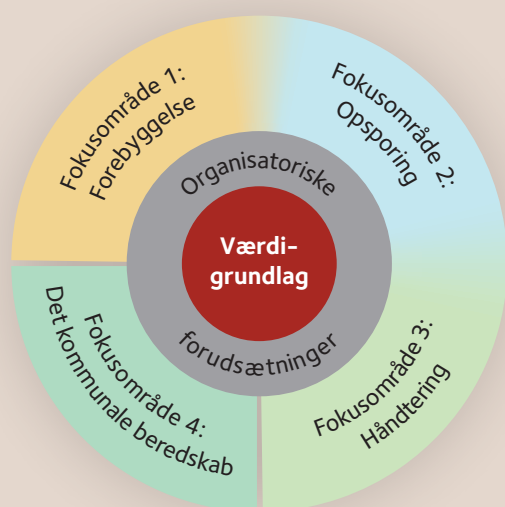 Fokusområde 1:
Forebyggelse
Fokusområde 2:
Opsporing
Organisatoriske
Værdi-
grundlag
forudsætninger
Fokusområde 3:
Håndtering
Fokusområde 4:
Det kommunale beredskab